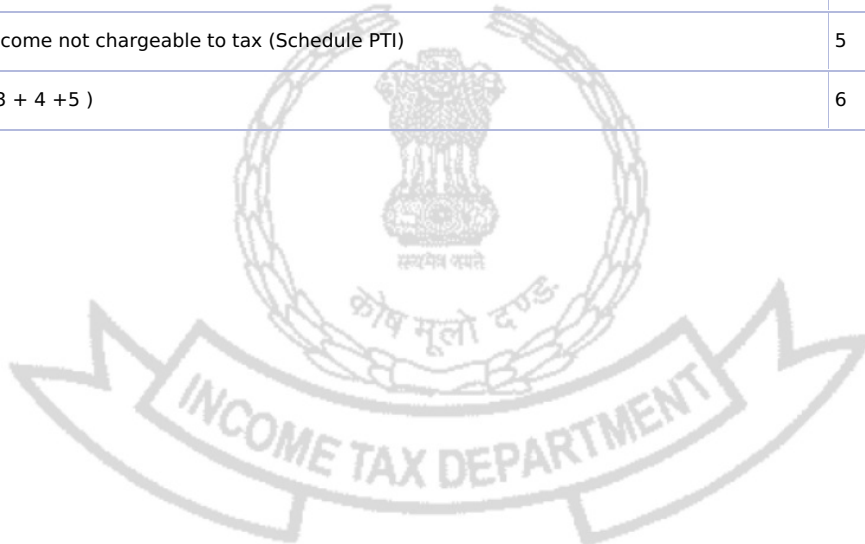 come not chargeable to tax (Schedule PTI) 5
3 + 4 +5 ) 6
सत्यमेव जयते
कोष मूलो दण्डः
INCOME TAX DEPARTMENT